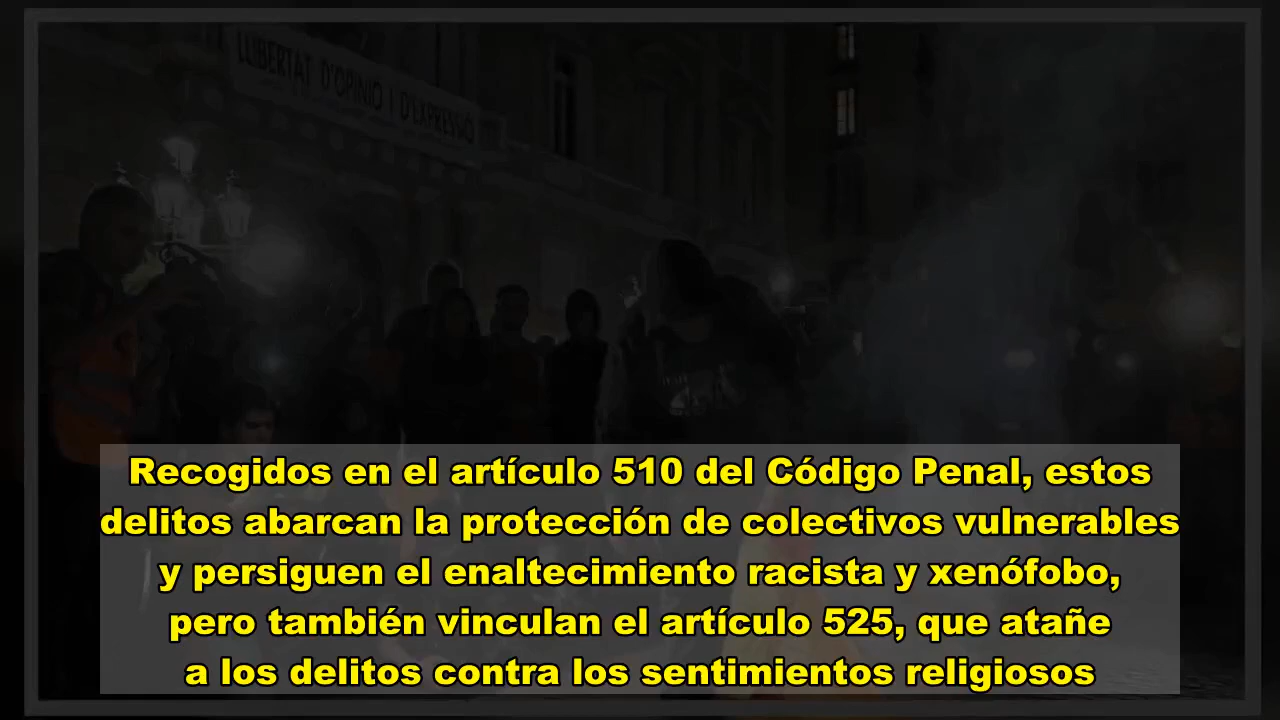 LLIBERTAT D'OPINIÓ I D'EXPRESSIÓ
Recogidos en el artículo 510 del Código Penal, estos
delitos abarcan la protección de colectivos vulnerables
y persiguen el enaltecimiento racista y xenófobo,
pero también vinculan el artículo 525, que atañe
a los delitos contra los sentimientos religiosos